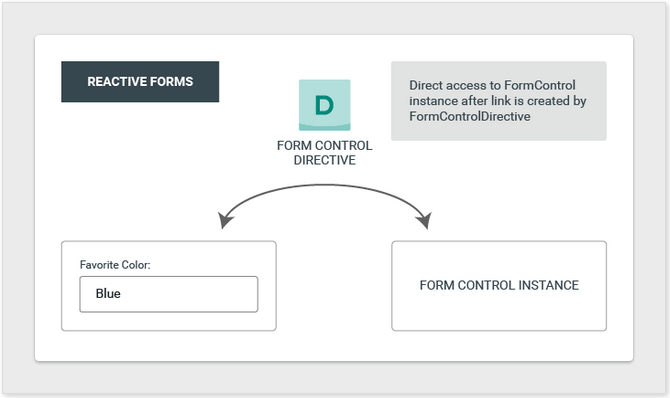 REACTIVE FORMS
D
FORM CONTROL
DIRECTIVE
Direct access to FormControl
instance after link is created by
FormControlDirective
Favorite Color:
Blue
FORM CONTROL INSTANCE